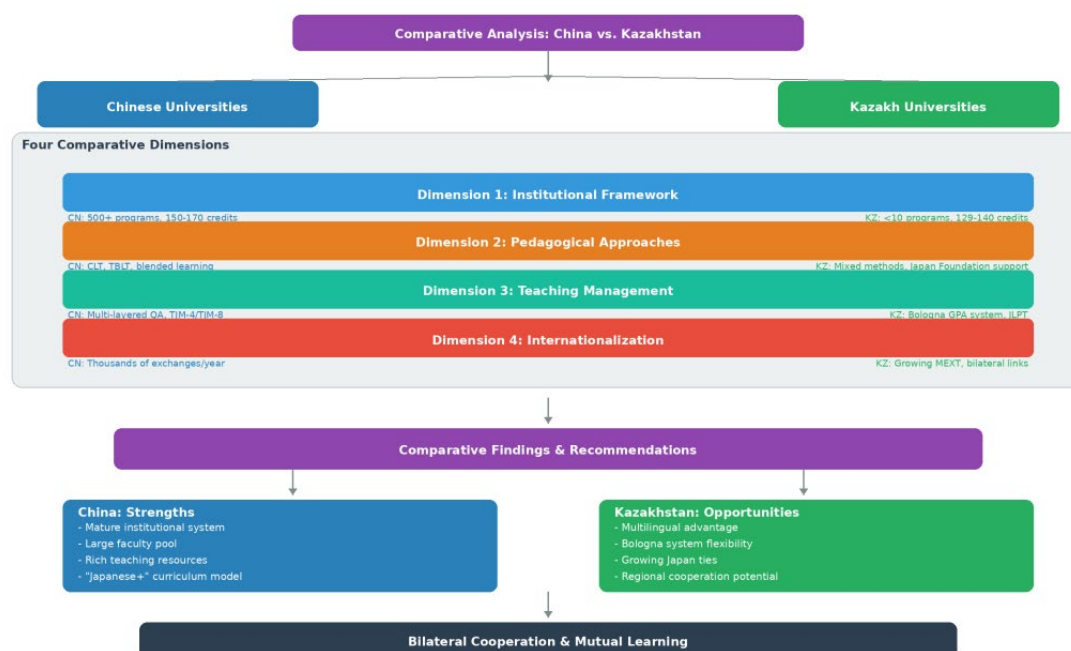 Comparative Analysis: China vs. Kazakhstan
Chinese Universities
Kazakh Universities
Four Comparative Dimensions
Dimension 1: Institutional Framework
CN: 500+ programs, 150-170 credits
KZ: <10 programs, 129-140 credits
Dimension 2: Pedagogical Approaches
CN: CLT, TBLT, blended learning
KZ: Mixed methods, Japan Foundation support
Dimension 3: Teaching Management
CN: Multi-layered QA, TJM-4/TJM-8
KZ: Bologna GPA system, JLPT
Dimension 4: Internationalization
CN: Thousands of exchanges/year
KZ: Growing MEXT, bilateral links
Comparative Findings & Recommendations
China: Strengths
- Mature institutional system
- Large faculty pool
- Rich teaching resources
- "Japanese+" curriculum model
Kazakhstan: Opportunities
- Multilingual advantage
- Bologna system flexibility
- Growing Japan ties
- Regional cooperation potential
Bilateral Cooperation & Mutual Learning